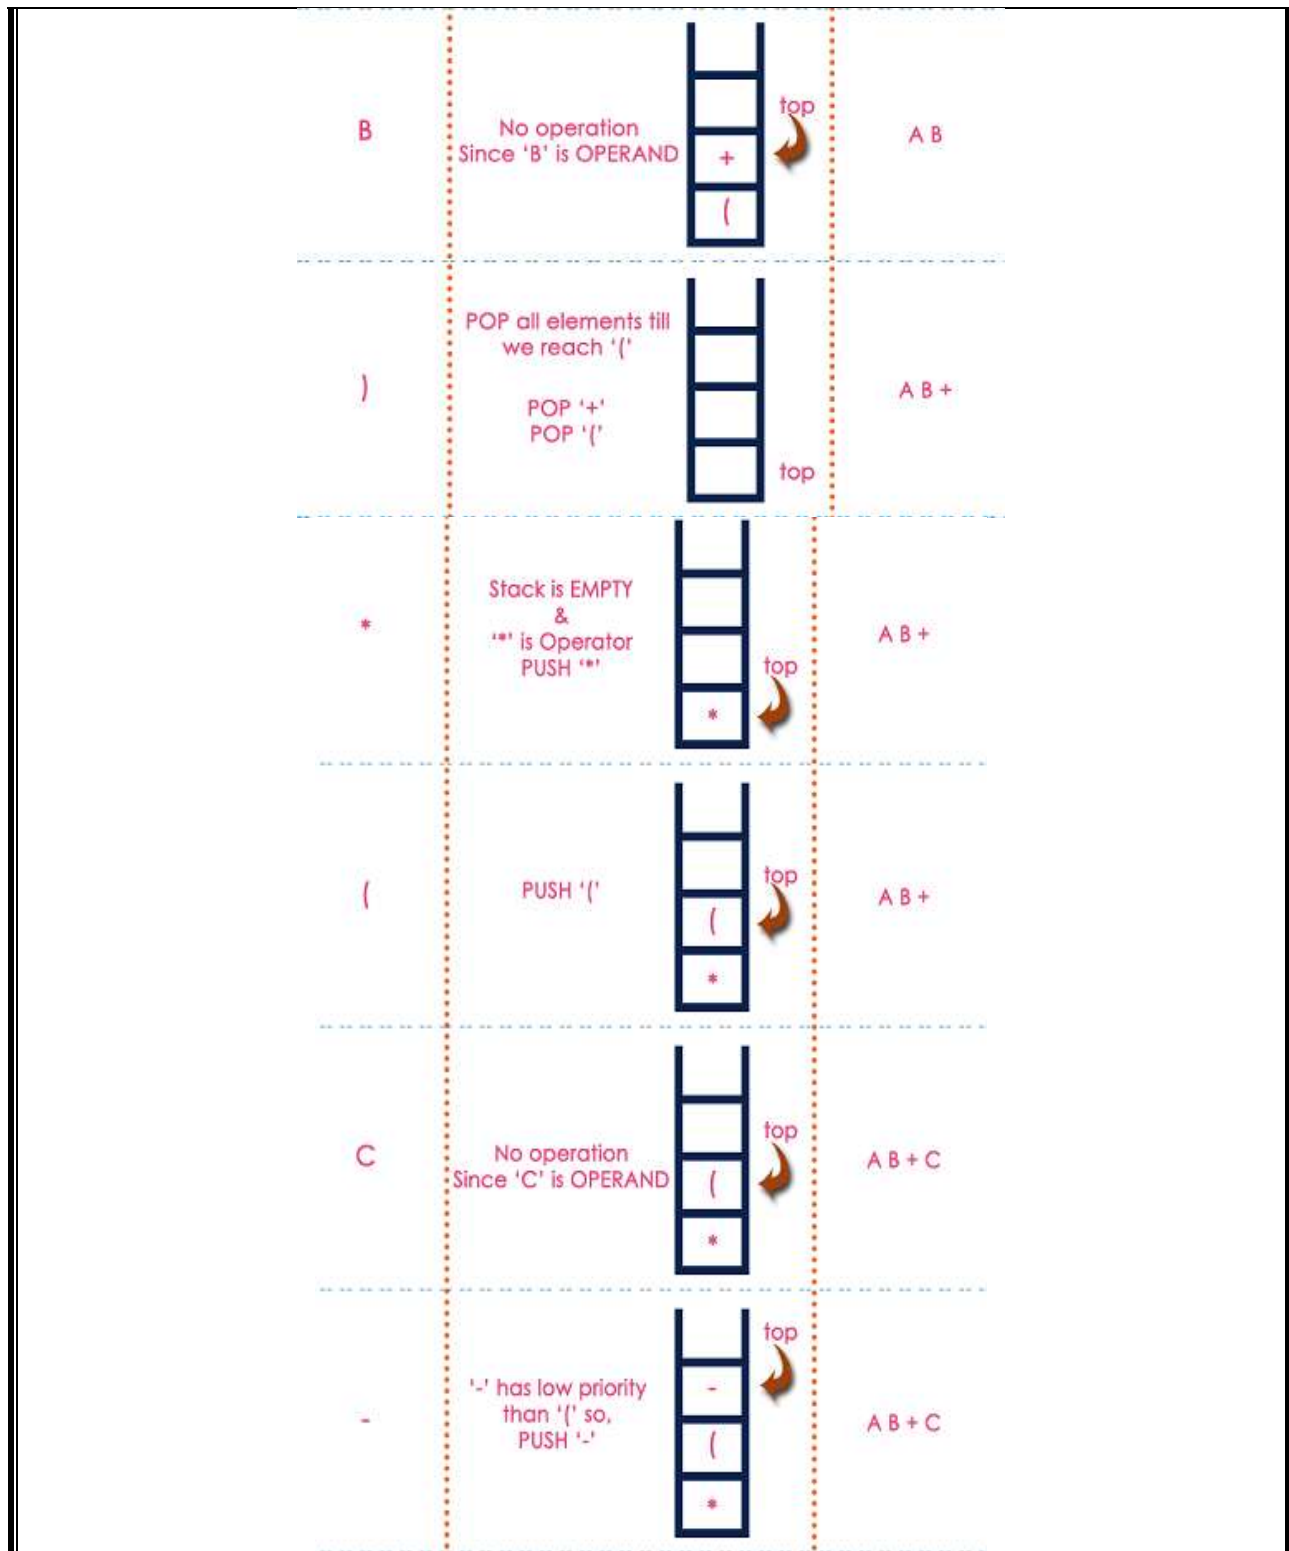 B
No operation
Since ‘B’ is OPERAND
top
+
(
A B
)
POP all elements till
we reach ‘(’
POP ‘+’
POP ‘(’
top
A B +
*
Stack is EMPTY
&
‘*’ is Operator
PUSH ‘*’
top
*
A B +
(
PUSH ‘(’
top
(
*
A B +
C
No operation
Since ‘C’ is OPERAND
top
(
*
A B + C
-
‘-’ has low priority
than ‘(’ so,
PUSH ‘-’
top
-
(
*
A B + C